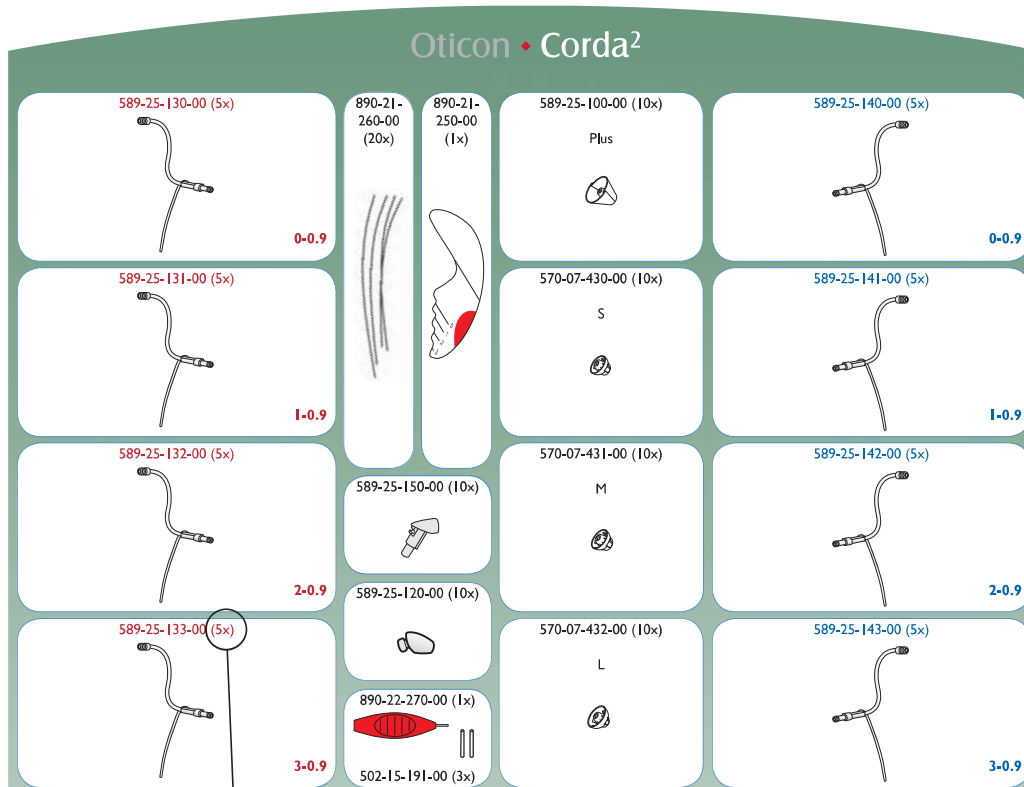 Oticon • Corda²
589-25-130-00 (5x)
0-0.9
589-25-131-00 (5x)
1-0.9
589-25-132-00 (5x)
2-0.9
589-25-133-00 (5x)
3-0.9
890-21-
260-00
(20x)
890-21-
250-00
(1x)
589-25-150-00 (10x)
589-25-120-00 (10x)
890-22-270-00 (1x)
502-15-191-00 (3x)
589-25-100-00 (10x)
Plus
570-07-430-00 (10x)
S
570-07-431-00 (10x)
M
570-07-432-00 (10x)
L
589-25-140-00 (5x)
0-0.9
589-25-141-00 (5x)
1-0.9
589-25-142-00 (5x)
2-0.9
589-25-143-00 (5x)
3-0.9